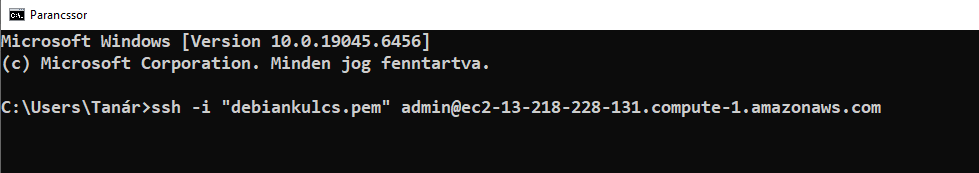 Parancssor
Microsoft Windows [Version 10.0.19045.6456]
(c) Microsoft Corporation. Minden jog fenntartva.
C:\Users\Tanár>ssh -i "debiankulcs.pem" admin@ec2-13-218-228-131.compute-1.amazonaws.com